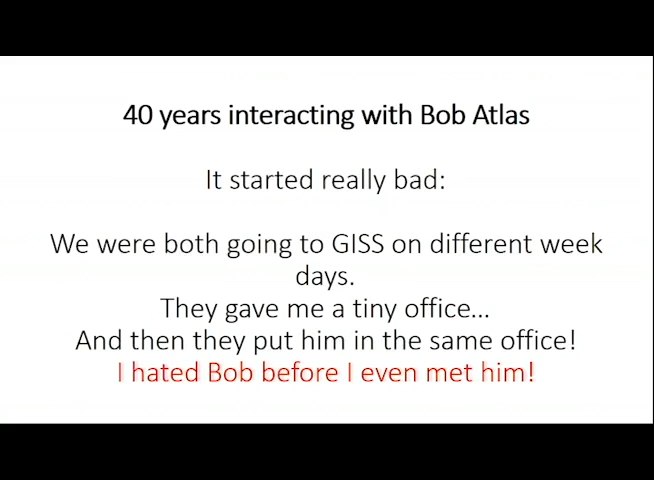 40 years interacting with Bob Atlas
It started really bad:
We were both going to GISS on different week
days.
They gave me a tiny office...
And then they put him in the same office!
I hated Bob before I even met him!